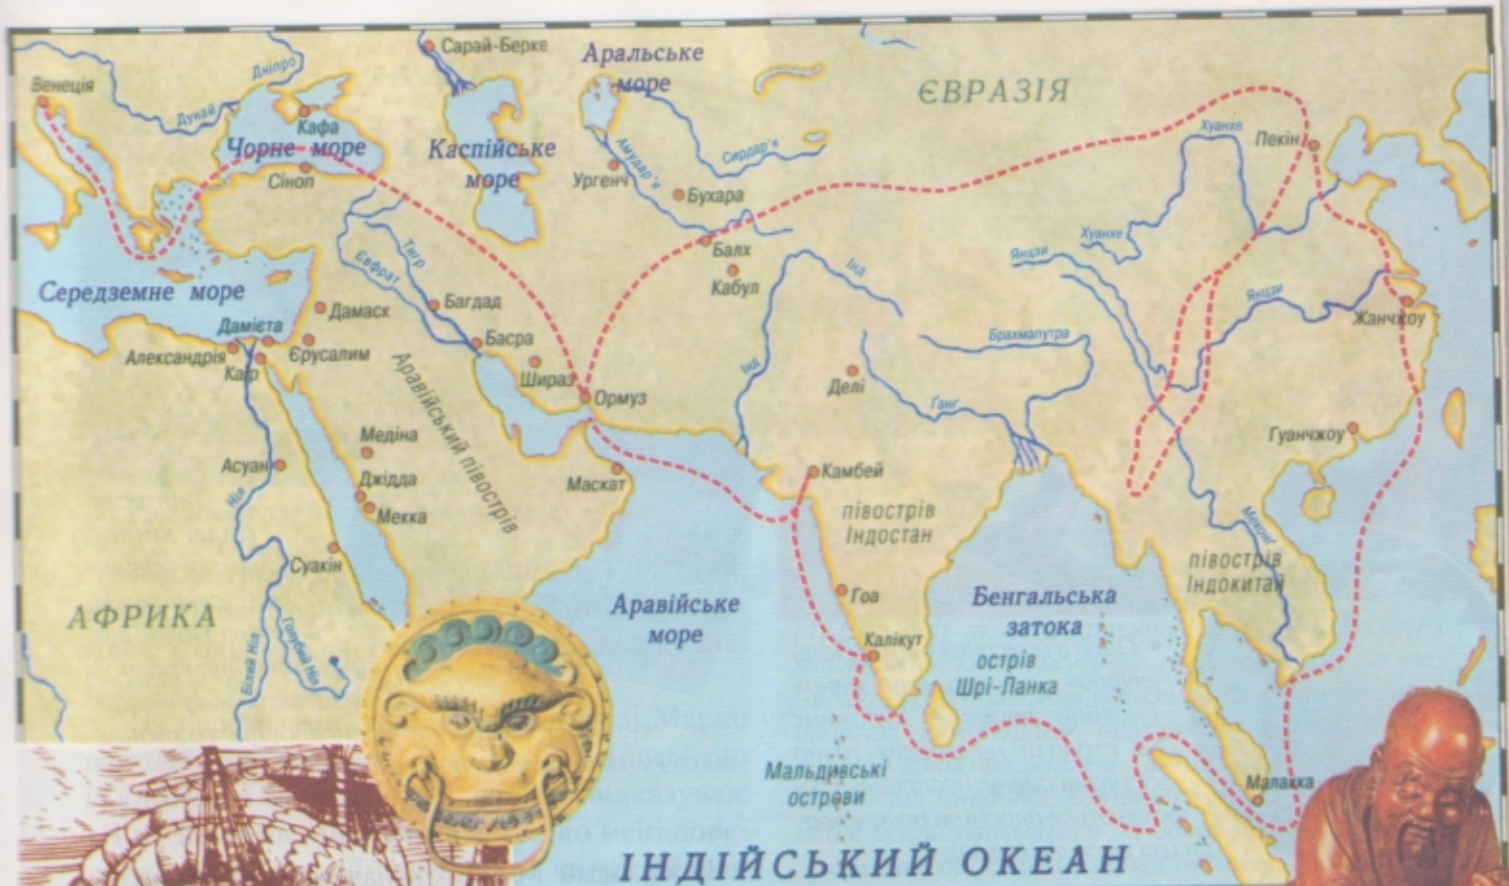 Сарай-Берке
Аральське
море
ЄВРАЗІЯ
Венеція
Дніпро
Дунай
Кафа
Чорне море
Сіноп
Каспійське
море
Ургенч
Амудар'я
Сирдар'я
Бухара
Хуанхе
Пекін
Балх
Кабул
Інд
Янцзи
Хуанхе
Янцзи
Жанчжоу
Тигр
Євфрат
Середземне море
Дамаск
Багдад
Дамієта
Александрія
Єрусалим
Каїр
Басра
Шираз
Ормуз
Інд
Делі
Брахмапутра
Ганг
Гуанчжоу
Аравійський півострів
Медіна
Асуан
Джідда
Мекка
Ніл
Маскат
Камбей
півострів
Індостан
Меконг
півострів
Індокитай
Суакін
АФРИКА
Білий Ніл
Голубий Ніл
Аравійське
море
Гоа
Калікут
Бенгальська
затока
острів
Шрі-Ланка
Мальдивські
острови
Малакка
ІНДІЙСЬКИЙ ОКЕАН